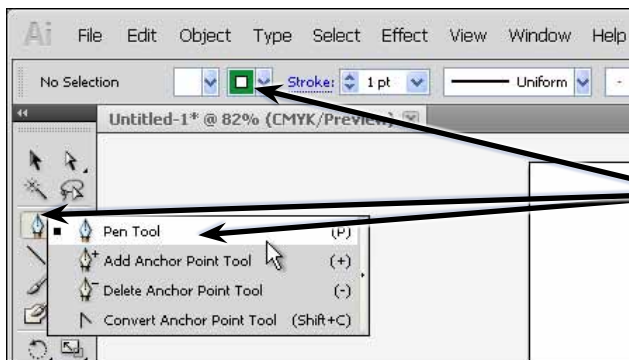 Ai File Edit Object Type Select Effect View Window Help
No Selection Stroke: 1 pt Uniform -
Untitled-1* @ 82% (CMYK/Preview)
Pen Tool (P)
Add Anchor Point Tool (+)
Delete Anchor Point Tool (-)
Convert Anchor Point Tool (Shift+C)